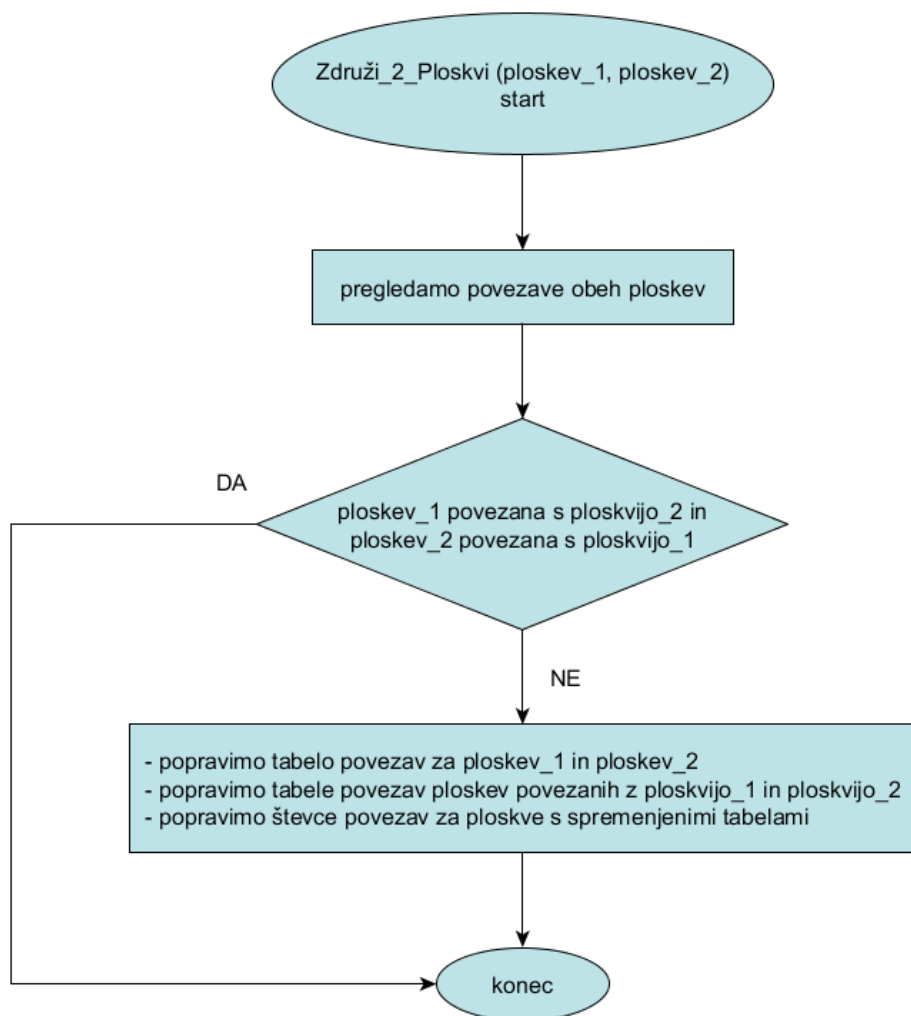 Združi_2_Ploskvi (ploskev_1, ploskev_2)
start
pregledamo povezave obeh ploskev
DA
ploskev_1 povezana s ploskvijo_2 in
ploskev_2 povezana s ploskvijo_1
NE
- popravimo tabelo povezav za ploskev_1 in ploskev_2
- popravimo tabele povezav ploskev povezanih z ploskvijo_1 in ploskvijo_2
- popravimo števce povezav za ploskve s spremenjenimi tabelami
konec